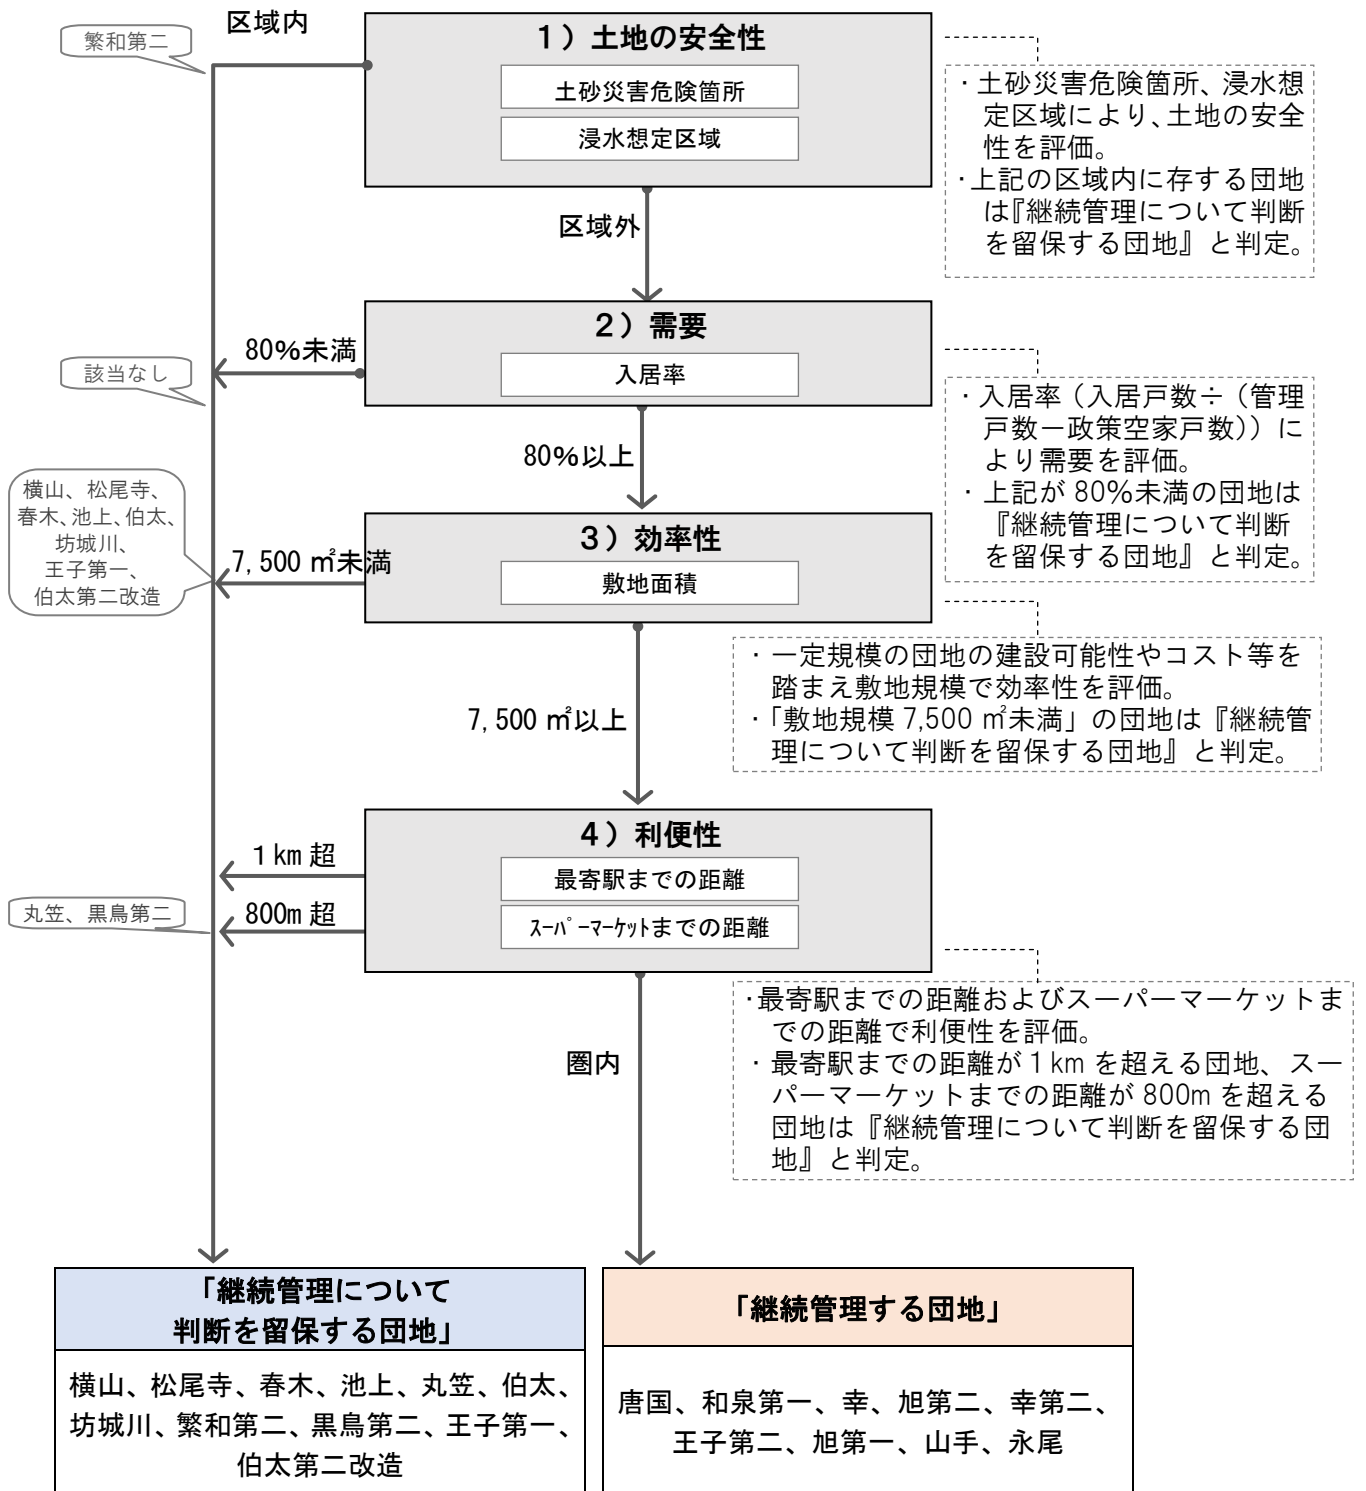 区域内
繁和第二
1）土地の安全性
土砂災害危険箇所
浸水想定区域
・土砂災害危険箇所、浸水想
定区域により、土地の安全
性を評価。
・上記の区域内に存する団地
は『継続管理について判断
を留保する団地』と判定。
区域外
2）需要
入居率
80%未満
該当なし
・入居率（入居戸数÷（管理
戸数－政策空家戸数））に
より需要を評価。
・上記が 80%未満の団地は
『継続管理について判断
を留保する団地』と判定。
80%以上
横山、松尾寺、
春木、池上、伯太、
坊城川、
王子第一、
伯太第二改造
7,500 ㎡未満
3）効率性
敷地面積
・一定規模の団地の建設可能性やコスト等を
踏まえ敷地規模で効率性を評価。
・「敷地規模 7,500 ㎡未満」の団地は『継続管
理について判断を留保する団地』と判定。
7,500 ㎡以上
4）利便性
最寄駅までの距離
ｽｰﾊﾟｰﾏｰｹｯﾄまでの距離
1km 超
800m 超
丸笠、黒鳥第二
・最寄駅までの距離およびスーパーマーケットま
での距離で利便性を評価。
・最寄駅までの距離が 1km を超える団地、スー
パーマーケットまでの距離が 800m を超える
団地は『継続管理について判断を留保する団
地』と判定。
圏内
「継続管理について
判断を留保する団地」
横山、松尾寺、春木、池上、丸笠、伯太、
坊城川、繁和第二、黒鳥第二、王子第一、
伯太第二改造
「継続管理する団地」
唐国、和泉第一、幸、旭第二、幸第二、
王子第二、旭第一、山手、永尾